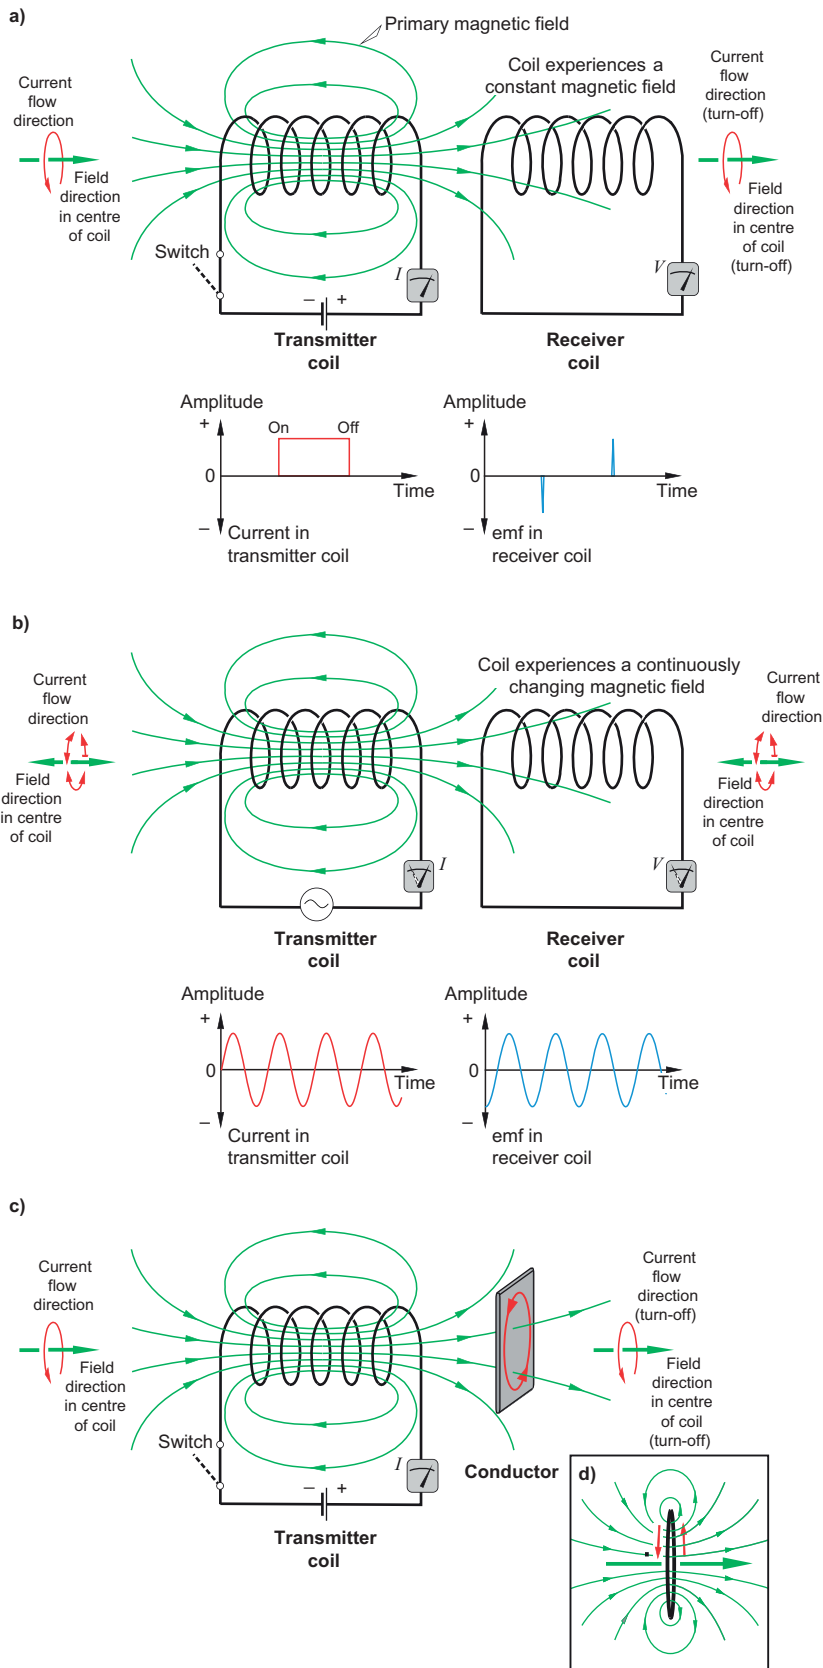 a)
Primary magnetic field
Coil experiences a
constant magnetic field
Current
flow
direction
Field
direction
in centre
of coil
Current flow
direction
(turn-off)
Field
direction
in centre
of coil
(turn-off)
Switch
I
V
– +
Transmitter
coil
Receiver
coil
Amplitude
+
On Off
0
Time
–
Current in
transmitter coil
Amplitude
+
0
Time
–
emf in
receiver coil
b)
Coil experiences a continuously
changing magnetic field
Current
flow
direction
Field
direction
in centre
of coil
Current
flow
direction
Field
direction
in centre
of coil
I
V
Transmitter
coil
Receiver
coil
Amplitude
+
0
Time
–
Current in
transmitter coil
Amplitude
+
0
Time
–
emf in
receiver coil
c)
Current
flow
direction
Field
direction
in centre
of coil
Current
flow
direction
(turn-off)
Field
direction
in centre
of coil
(turn-off)
Switch
I
– +
Conductor
Transmitter
coil
d)